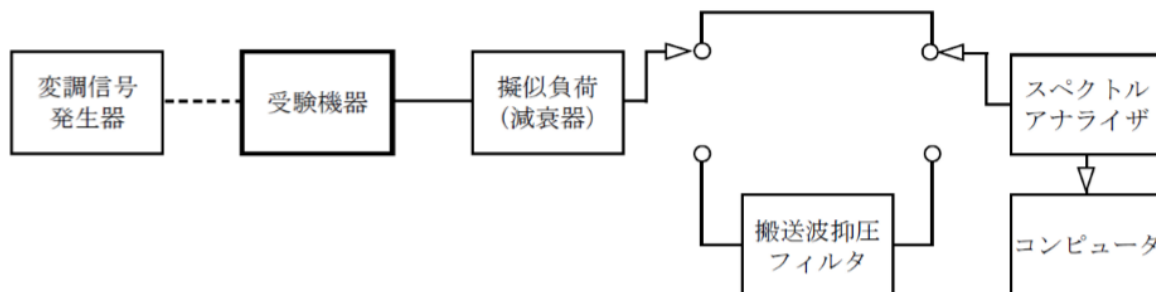 変調信号
発生器
受験機器
擬似負荷
（減衰器）
スペクトル
アナライザ
搬送波抑圧
フィルタ
コンピュータ